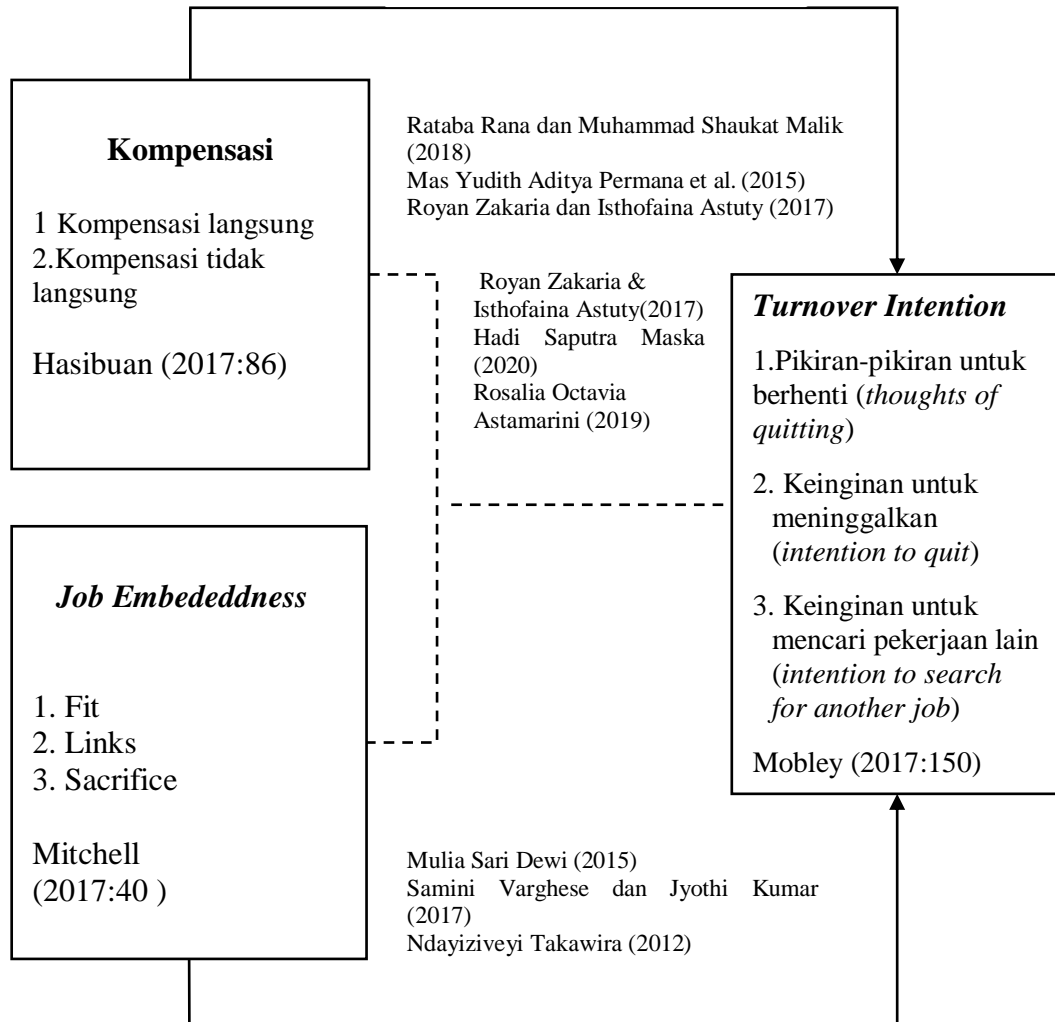 Kompensasi
1 Kompensasi langsung
2.Kompensasi tidak
langsung
Hasibuan (2017:86)
Rataba Rana dan Muhammad Shaukat Malik
(2018)
Mas Yudith Aditya Permana et al. (2015)
Royan Zakaria dan Isthofaina Astuty (2017)
Royan Zakaria &
Isthofaina Astuty(2017)
Hadi Saputra Maska
(2020)
Rosalia Octavia
Astamarini (2019)
Turnover Intention
1.Pikiran-pikiran untuk
berhenti (thoughts of
quitting)
2. Keinginan untuk
meninggalkan
(intention to quit)
3. Keinginan untuk
mencari pekerjaan lain
(intention to search
for another job)
Mobley (2017:150)
Job Embededdness
1. Fit
2. Links
3. Sacrifice
Mitchell
(2017:40 )
Mulia Sari Dewi (2015)
Samini Varghese dan Jyothi Kumar
(2017)
Ndayiziveyi Takawira (2012)